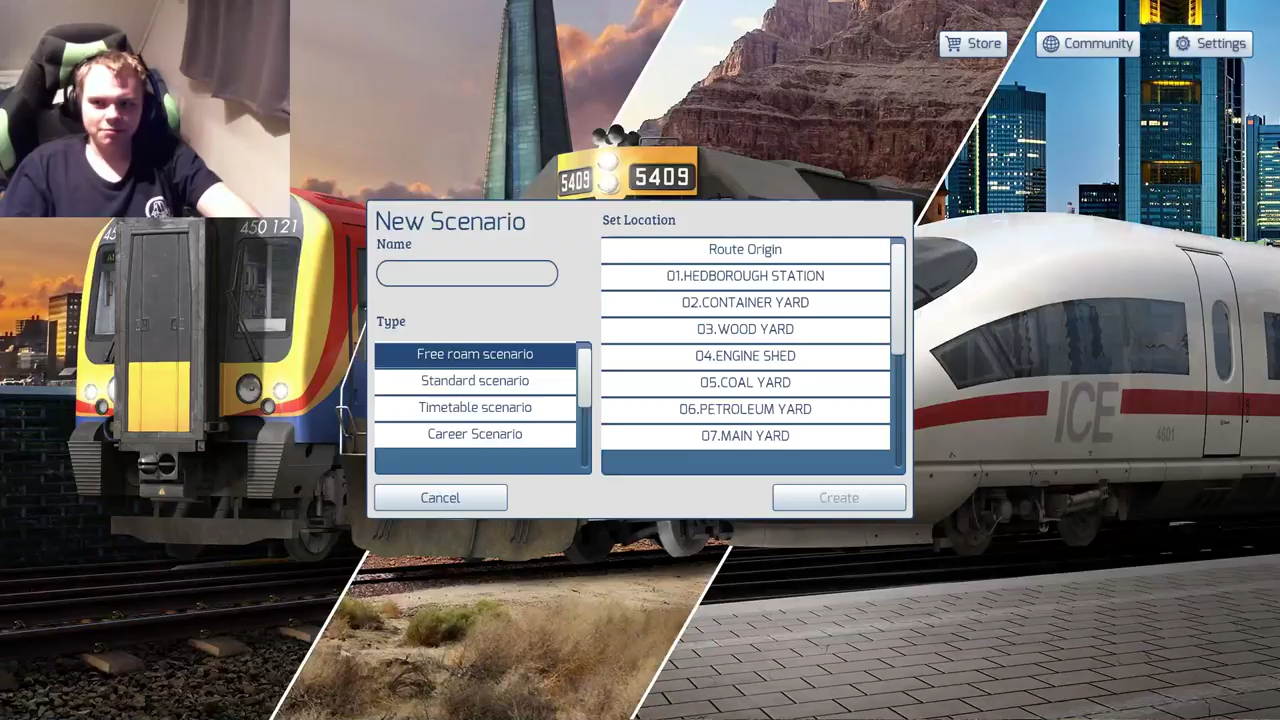 Store
Community
Settings
5409
5409
450 121
New Scenario
Set Location
Name
Route Origin
01.HEDBOROUGH STATION
02.CONTAINER YARD
03.WOOD YARD
04.ENGINE SHED
05.COAL YARD
06.PETROLEUM YARD
07.MAIN YARD
Type
Free roam scenario
Standard scenario
Timetable scenario
Career Scenario
Cancel
Create
ICE
4601